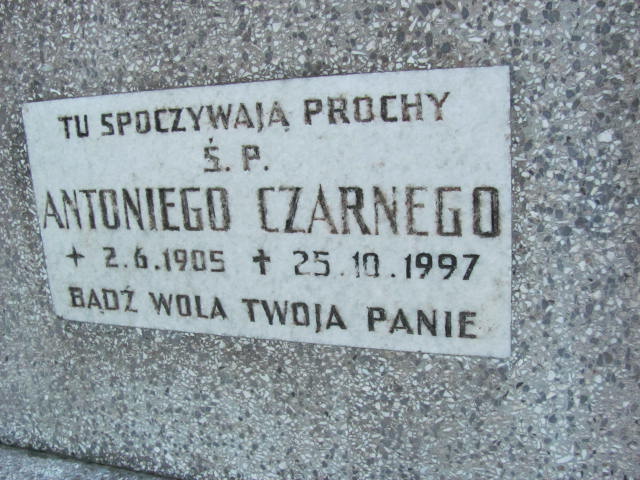 TU SPOCZYWAJĄ PROCHY
Ś. P.
ANTONIEGO CZARNEGO
+ 2.6.1905 + 25.10.1997
BĄDŹ WOLA TWOJA PANIE